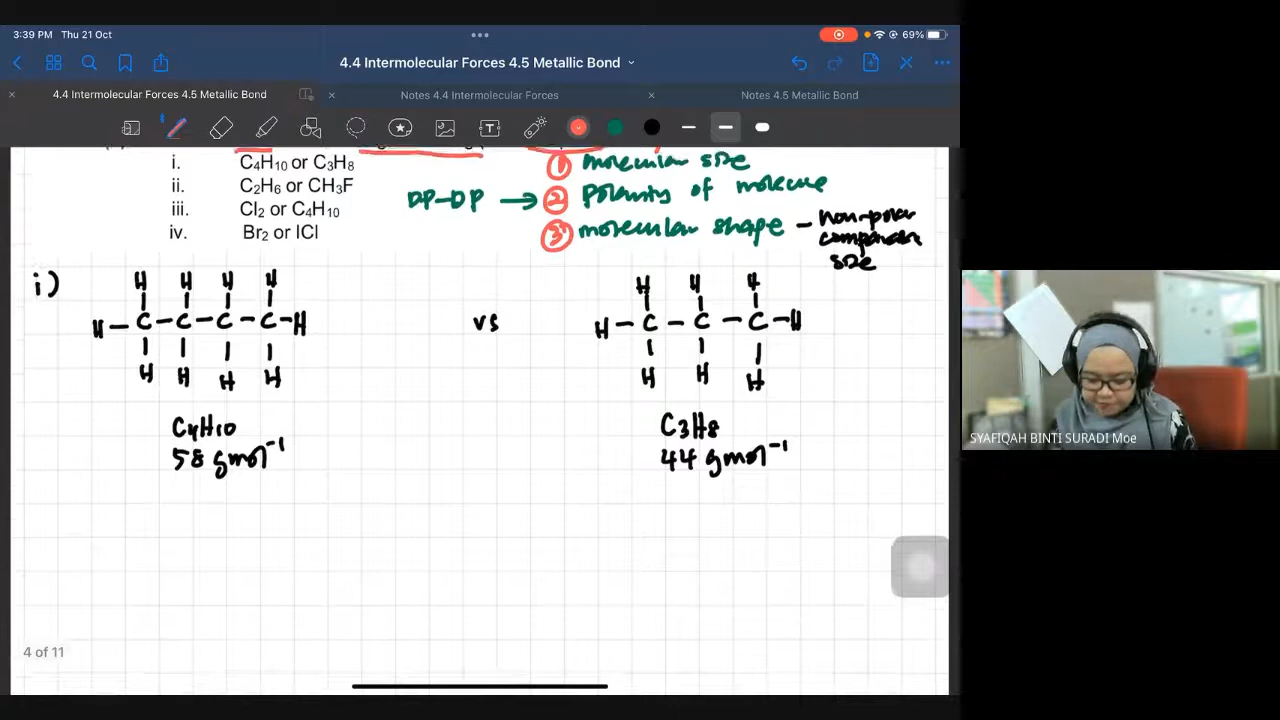 3:39 PM Thu 21 Oct
69%
4.4 Intermolecular Forces 4.5 Metallic Bond
4.4 Intermolecular Forces 4.5 Metallic Bond
Notes 4.4 Intermolecular Forces
Notes 4.5 Metallic Bond
i. C4H10 or C3H8
ii. C2H6 or CH3F
iii. Cl2 or C4H10
iv. Br2 or ICl
① molecular size
DP-DP → ② polarity of molecule
③ molecular shape - non-polar
size
i)
H H H H
H - C - C - C - C - H
H H H H
C4H10
58 gmol-1
vs
H H H
H - C - C - C - H
H H H
C3H8
44 gmol-1
SYAFIQAH BINTI SURADI Moe
4 of 11